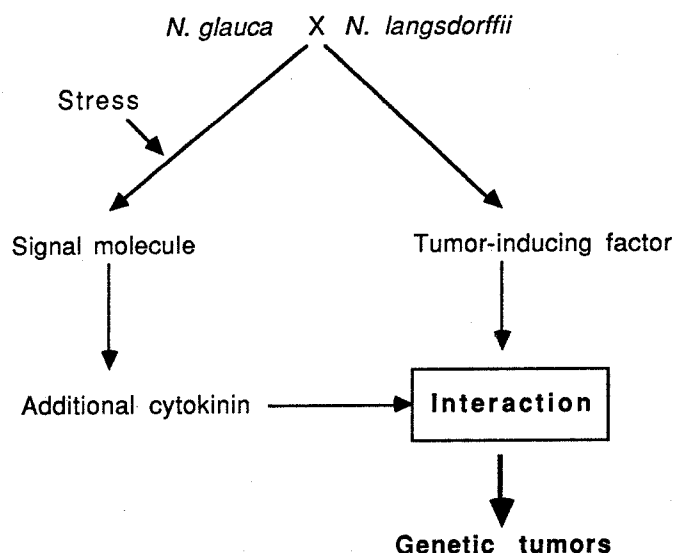 N. glauca X N. langsdorffii
Stress
Signal molecule
Tumor-inducing factor
Additional cytokinin
Interaction
Genetic tumors